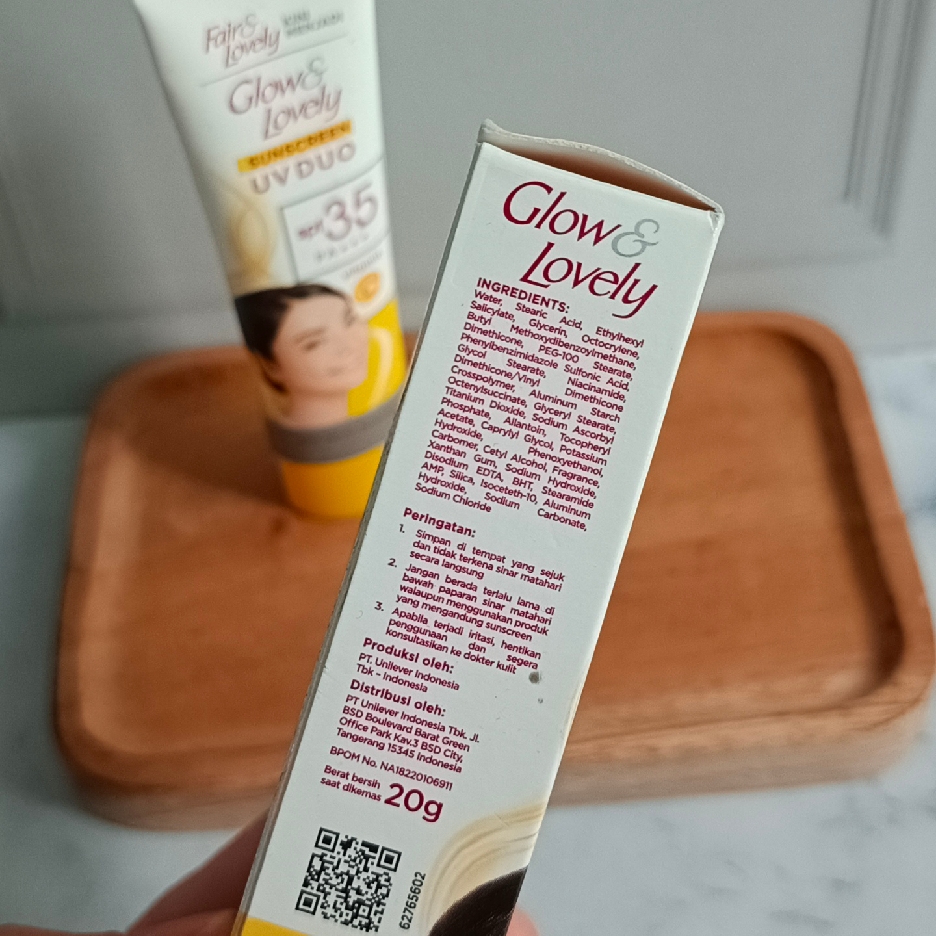 Fair &
Lovely
KINI
MENJADI
Glow &
Lovely
SUNSCREEN
UV DUO
SPF 35
PA+++
Glow &
Lovely
INGREDIENTS:
Water, Stearic Acid, Ethylhexyl
Salicylate, Glycerin, Octocrylene,
Butyl Methoxydibenzoylmethane,
Dimethicone, PEG-100 Stearate,
Phenylbenzimidazole Sulfonic Acid,
Glycol Stearate, Niacinamide,
Dimethicone/Vinyl Dimethicone
Crosspolymer, Aluminum Starch
Octenylsuccinate, Glyceryl Stearate,
Titanium Dioxide, Sodium Ascorbyl
Phosphate, Allantoin, Tocopheryl
Acetate, Caprylyl Glycol, Potassium
Hydroxide, Phenoxyethanol,
Carbomer, Cetyl Alcohol, Fragrance,
Xanthan Gum, Sodium Hydroxide,
Disodium EDTA, BHT, Stearamide
AMP, Silica, Isoceteth-10, Aluminum
Hydroxide, Sodium Carbonate,
Sodium Chloride
Peringatan:
1. Simpan di tempat yang sejuk
dan tidak terkena sinar matahari
secara langsung
2. Jangan berada terlalu lama di
bawah paparan sinar matahari
walaupun menggunakan produk
yang mengandung sunscreen
3. Apabila terjadi iritasi, hentikan
penggunaan dan segera
konsultasikan ke dokter kulit
Produksi oleh:
PT. Unilever Indonesia
Tbk - Indonesia
Distribusi oleh:
PT Unilever Indonesia Tbk. Jl.
BSD Boulevard Barat Green
Office Park Kav.3 BSD City,
Tangerang 15345 Indonesia
BPOM No. NA18220106911
Berat bersih
saat dikemas 20g
62765602